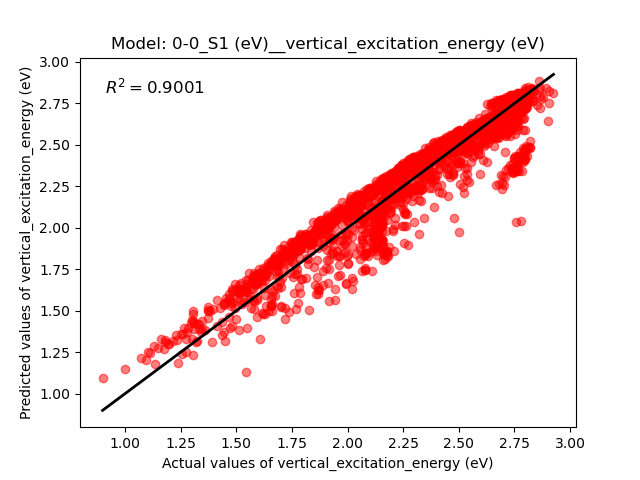 Model: 0-0_S1 (eV)__vertical_excitation_energy (eV)
R² = 0.9001
Predicted values of vertical_excitation_energy (eV)
3.00
2.75
2.50
2.25
2.00
1.75
1.50
1.25
1.00
1.00 1.25 1.50 1.75 2.00 2.25 2.50 2.75 3.00
Actual values of vertical_excitation_energy (eV)